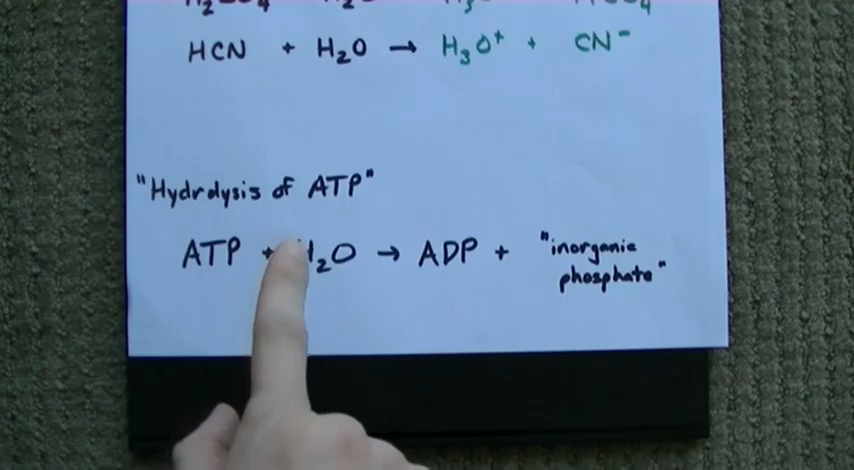 HCN + H₂O → H₃O⁺ + CN⁻
"Hydrolysis of ATP"
ATP + H₂O → ADP + "inorganic
phosphate"